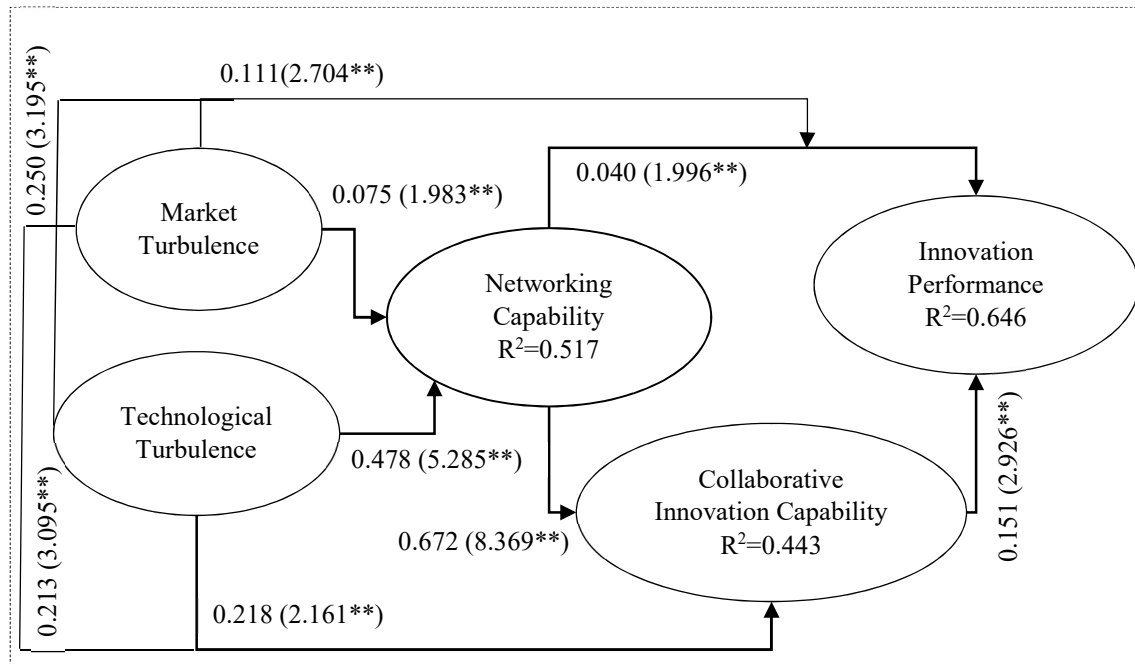 0.111(2.704**)
0.250 (3.195**)
0.040 (1.996**)
0.075 (1.983**)
Market
Turbulence
Innovation
Performance
R²=0.646
Networking
Capability
R²=0.517
Technological
Turbulence
0.478 (5.285**)
Collaborative
Innovation Capability
R²=0.443
0.151 (2.926**)
0.672 (8.369**)
0.213 (3.095**)
0.218 (2.161**)